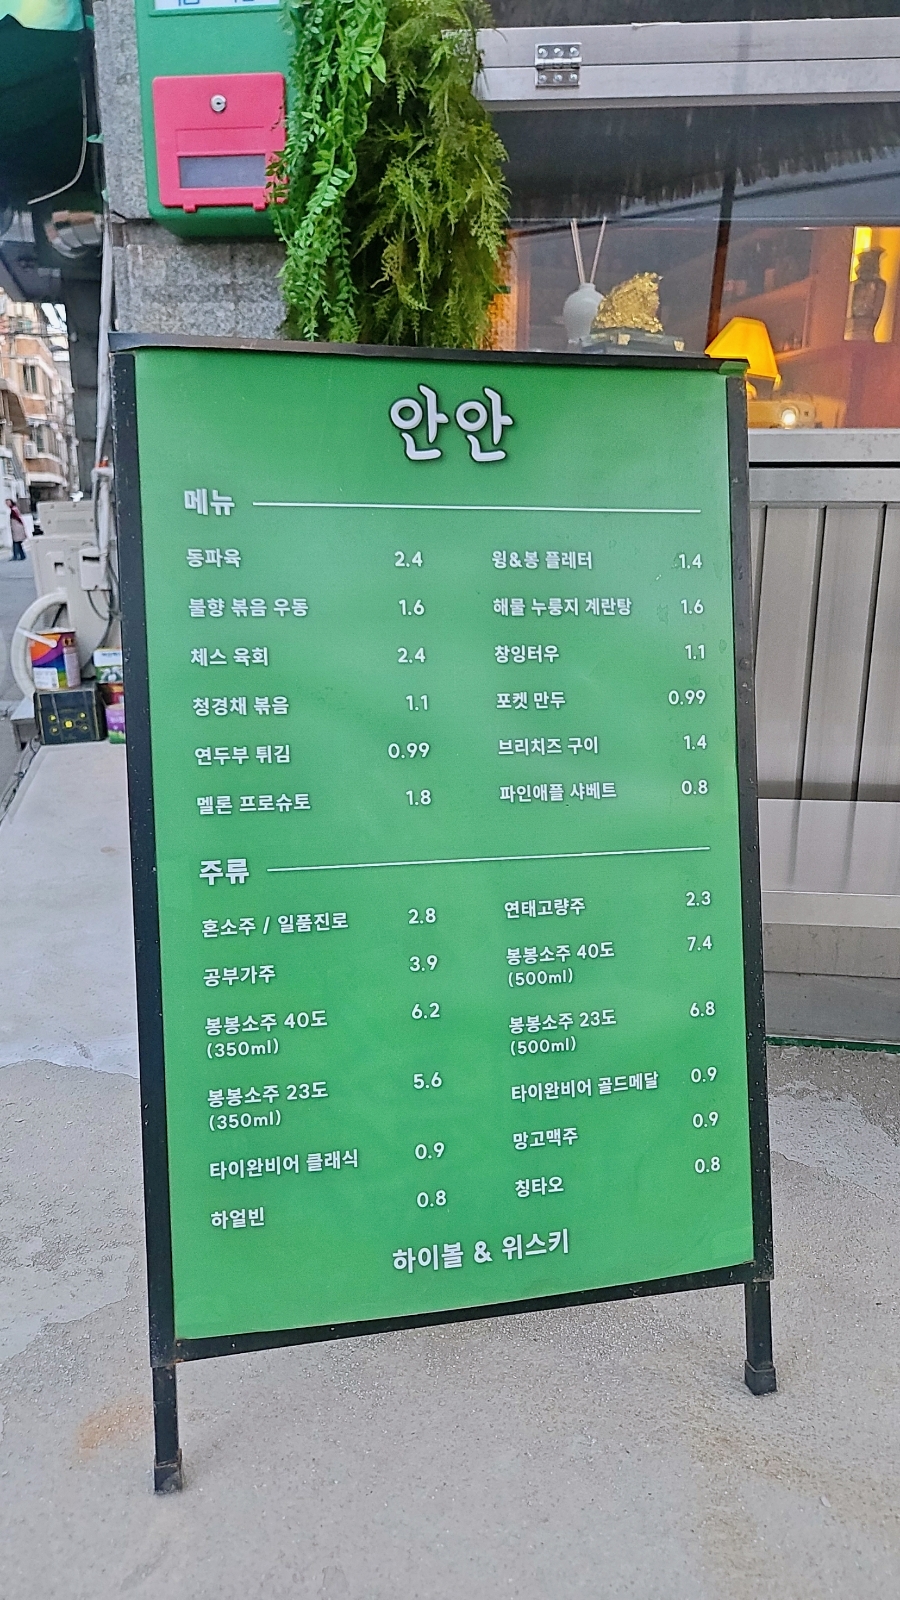 안안
메뉴
동파육 2.4
불향 볶음 우동 1.6
체스 육회 2.4
청경채 볶음 1.1
연두부 튀김 0.99
멜론 프로슈토 1.8
윙&봉 플레터 1.4
해물 누룽지 계란탕 1.6
창잉터우 1.1
포켓 만두 0.99
브리치즈 구이 1.4
파인애플 샤베트 0.8
주류
혼소주 / 일품진로 2.8
공부가주 3.9
봉봉소주 40도 6.2
(350ml)
봉봉소주 23도 5.6
(350ml)
타이완비어 클래식 0.9
하얼빈 0.8
연태고량주 2.3
봉봉소주 40도 7.4
(500ml)
봉봉소주 23도 6.8
(500ml)
타이완비어 골드메달 0.9
망고맥주 0.9
칭타오 0.8
하이볼 & 위스키